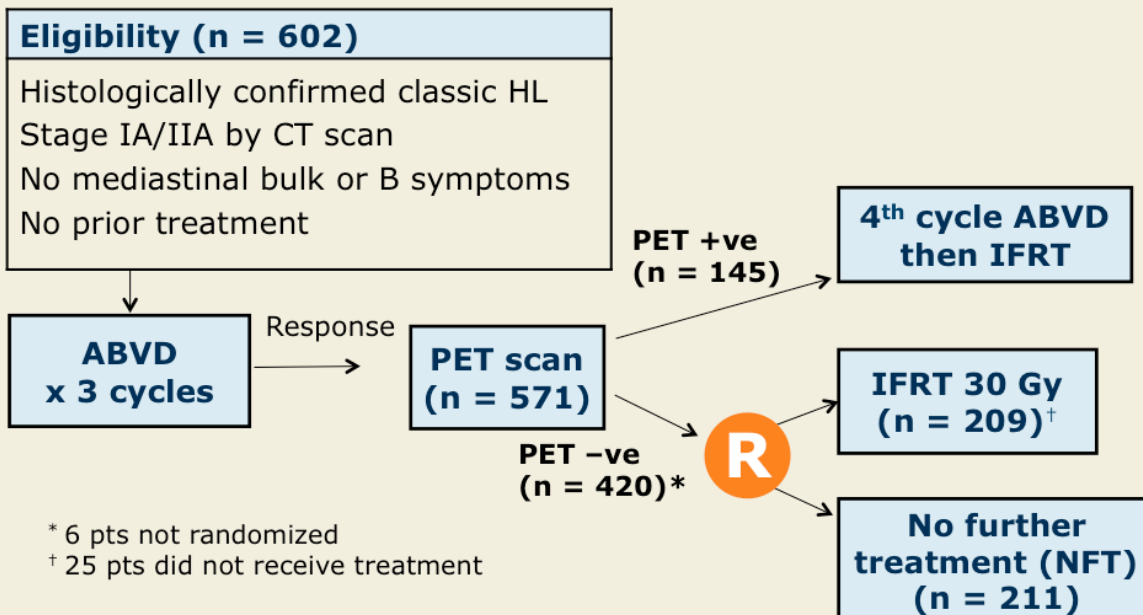 Eligibility (n = 602)
Histologically confirmed classic HL
Stage IA/IIA by CT scan
No mediastinal bulk or B symptoms
No prior treatment
ABVD
x 3 cycles
Response
PET scan
(n = 571)
PET +ve
(n = 145)
4th cycle ABVD
then IFRT
PET –ve
(n = 420)*
R
IFRT 30 Gy
(n = 209)†
No further
treatment (NFT)
(n = 211)
* 6 pts not randomized
† 25 pts did not receive treatment